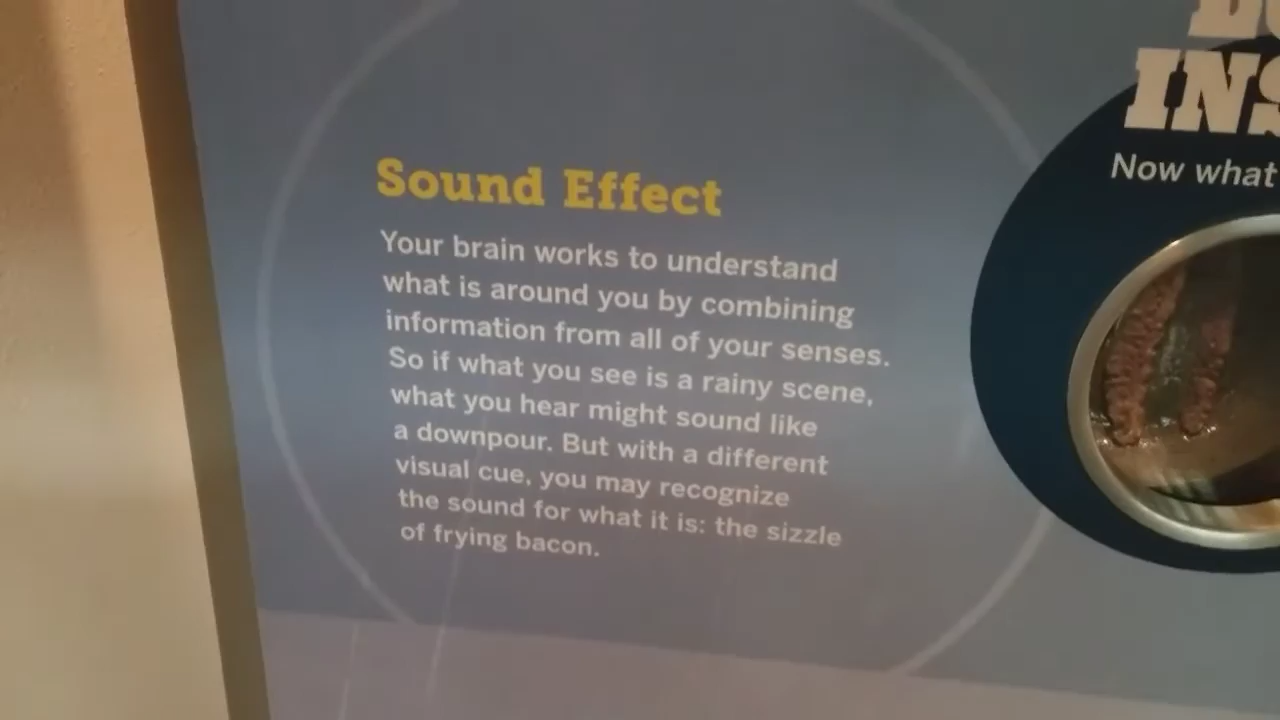 Sound Effect
Your brain works to understand
what is around you by combining
information from all of your senses.
So if what you see is a rainy scene,
what you hear might sound like
a downpour. But with a different
visual cue, you may recognize
the sound for what it is: the sizzle
of frying bacon.
Now what